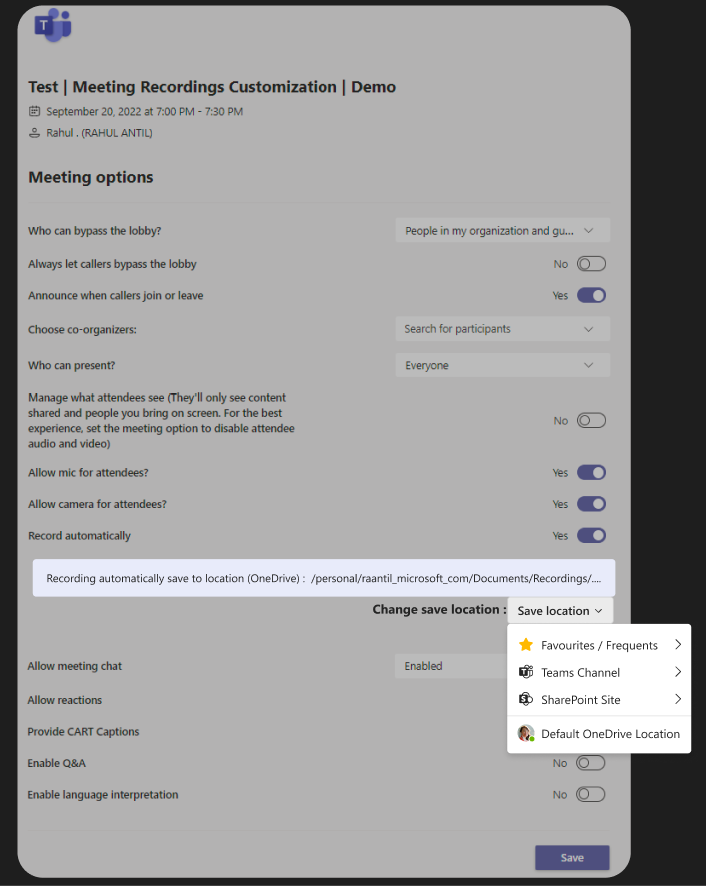 T
Test | Meeting Recordings Customization | Demo
September 20, 2022 at 7:00 PM - 7:30 PM
Rahul . (RAHUL ANTIL)
Meeting options
Who can bypass the lobby?
People in my organization and gu...
Always let callers bypass the lobby
No
Announce when callers join or leave
Yes
Choose co-organizers:
Search for participants
Who can present?
Everyone
Manage what attendees see (They'll only see content
shared and people you bring on screen. For the best
experience, set the meeting option to disable attendee
audio and video)
No
Allow mic for attendees?
Yes
Allow camera for attendees?
Yes
Record automatically
Yes
Recording automatically save to location (OneDrive) : /personal/raantil_microsoft_com/Documents/Recordings/....
Change save location :
Save location
Favourites / Frequents
Teams Channel
SharePoint Site
Default OneDrive Location
Allow meeting chat
Enabled
Allow reactions
Provide CART Captions
Enable Q&A
No
Enable language interpretation
No
Save